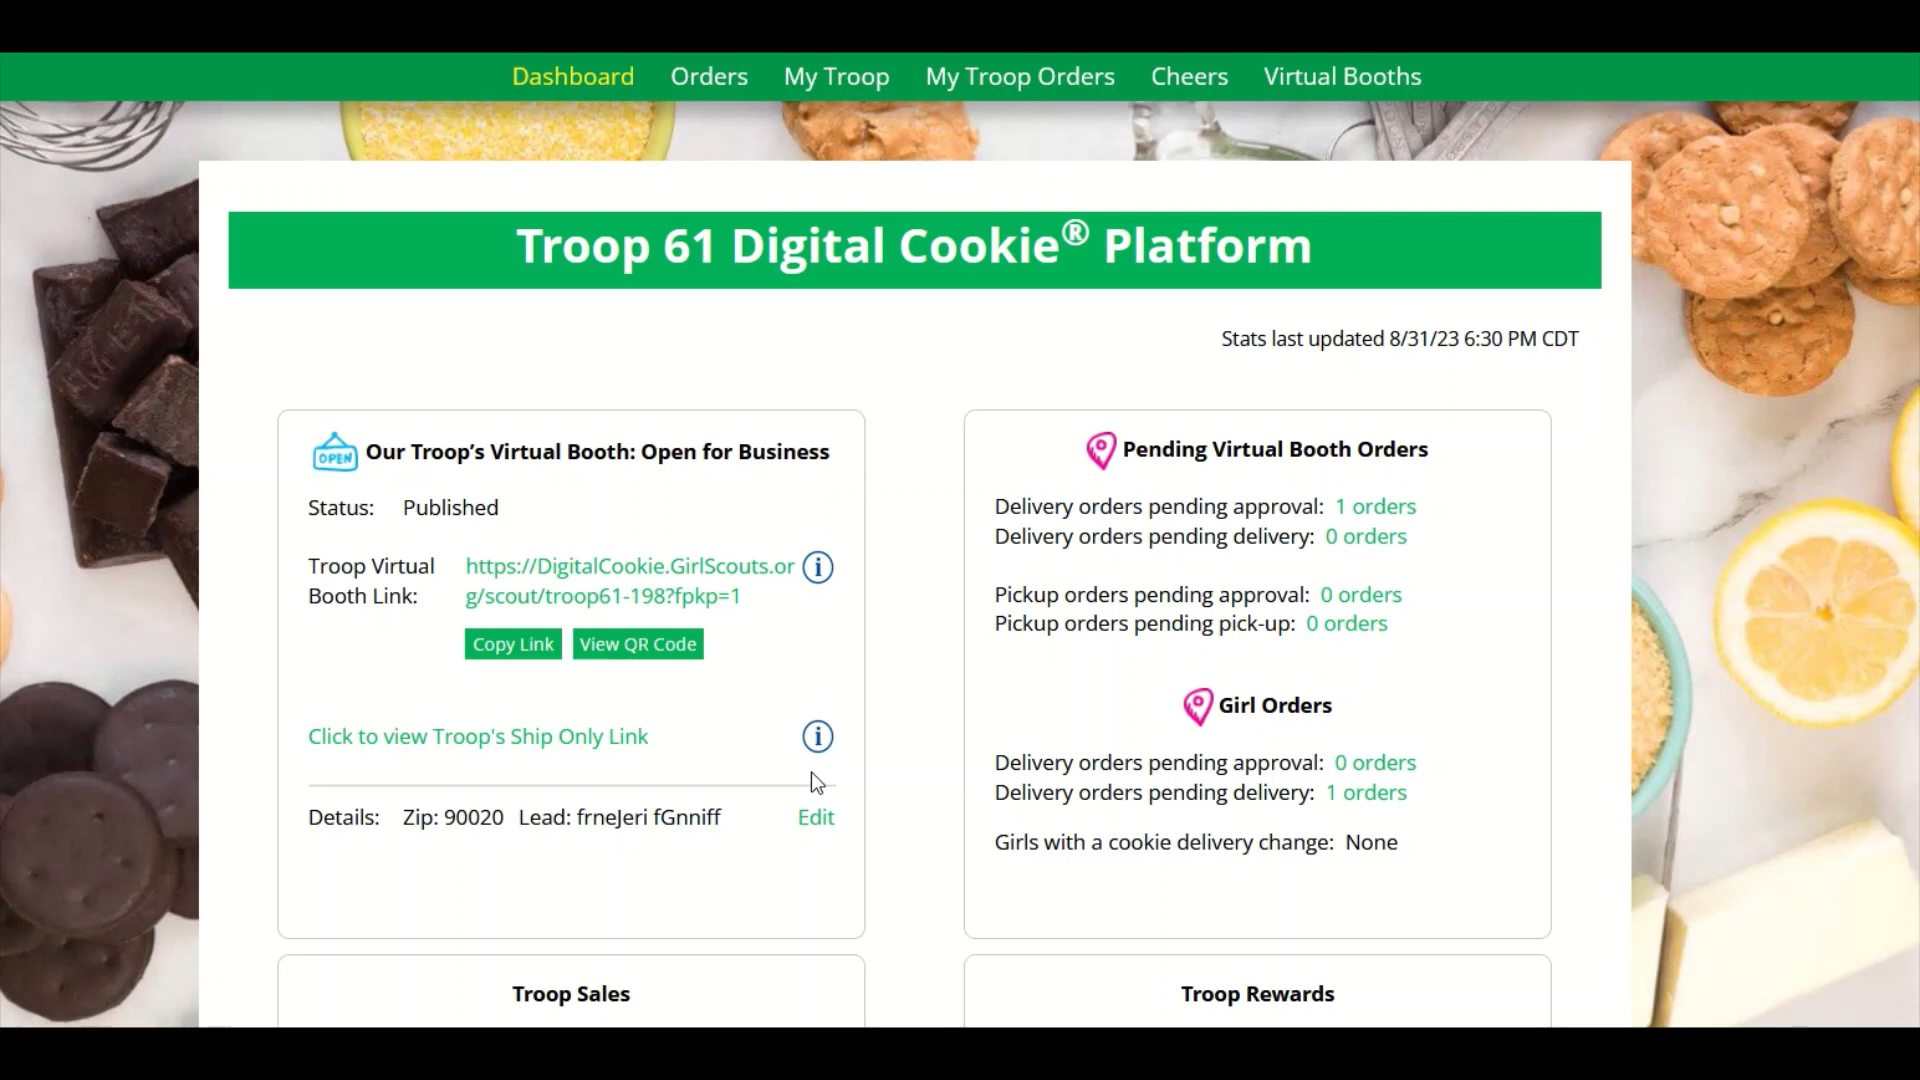 Dashboard Orders My Troop My Troop Orders Cheers Virtual Booths
Troop 61 Digital Cookie® Platform
Stats last updated 8/31/23 6:30 PM CDT
OPEN Our Troop’s Virtual Booth: Open for Business
Status: Published
Troop Virtual https://DigitalCookie.GirlScouts.or i
Booth Link: g/scout/troop61-198?fpkp=1
Copy Link View QR Code
Click to view Troop's Ship Only Link i
Details: Zip: 90020 Lead: frneJeri fGnniff Edit
Pending Virtual Booth Orders
Delivery orders pending approval: 1 orders
Delivery orders pending delivery: 0 orders
Pickup orders pending approval: 0 orders
Pickup orders pending pick-up: 0 orders
Girl Orders
Delivery orders pending approval: 0 orders
Delivery orders pending delivery: 1 orders
Girls with a cookie delivery change: None
Troop Sales
Troop Rewards